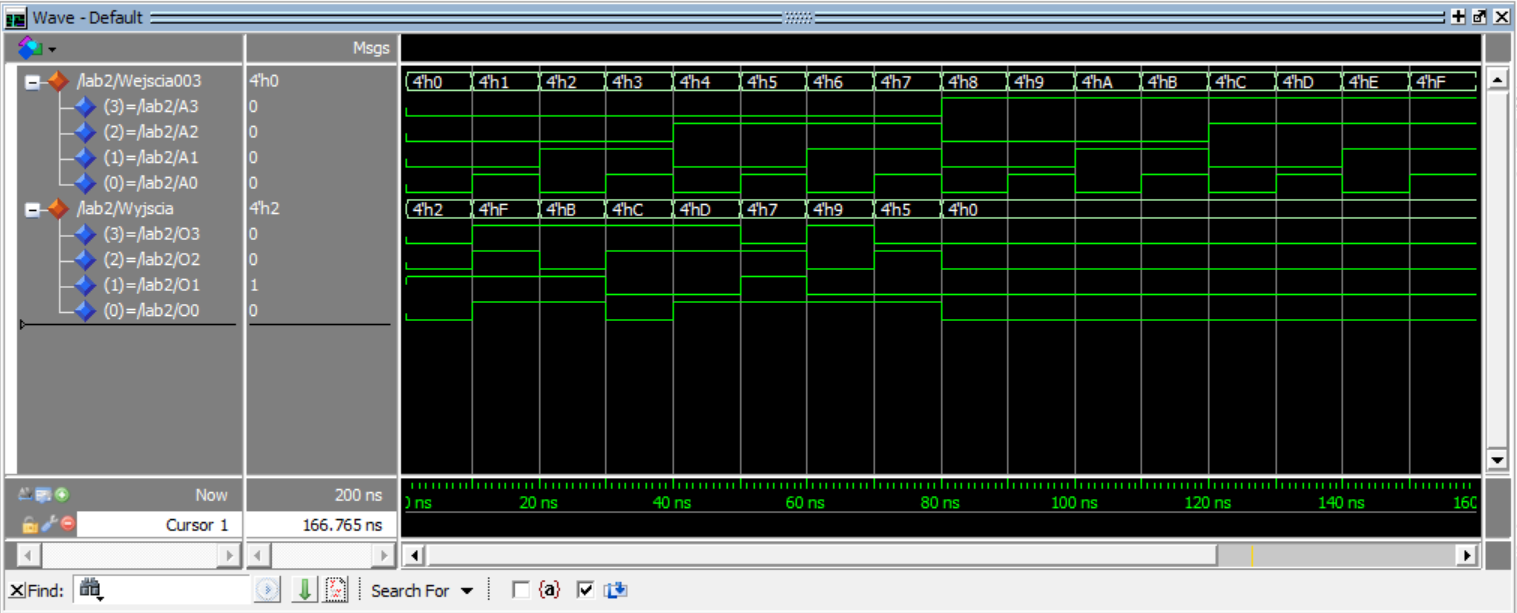 Wave - Default
Msgs
/lab2/Wejscia003 4'h0 4'h0 4'h1 4'h2 4'h3 4'h4 4'h5 4'h6 4'h7 4'h8 4'h9 4'hA 4'hB 4'hC 4'hD 4'hE 4'hF
(3)=/lab2/A3 0
(2)=/lab2/A2 0
(1)=/lab2/A1 0
(0)=/lab2/A0 0
/lab2/Wyjscia 4'h2 4'h2 4'hF 4'hB 4'hC 4'hD 4'h7 4'h9 4'h5 4'h0
(3)=/lab2/O3 0
(2)=/lab2/O2 0
(1)=/lab2/O1 1
(0)=/lab2/O0 0
Now 200 ns ns 20 ns 40 ns 60 ns 80 ns 100 ns 120 ns 140 ns 160
Cursor 1 166.765 ns
Find: Search For {a}